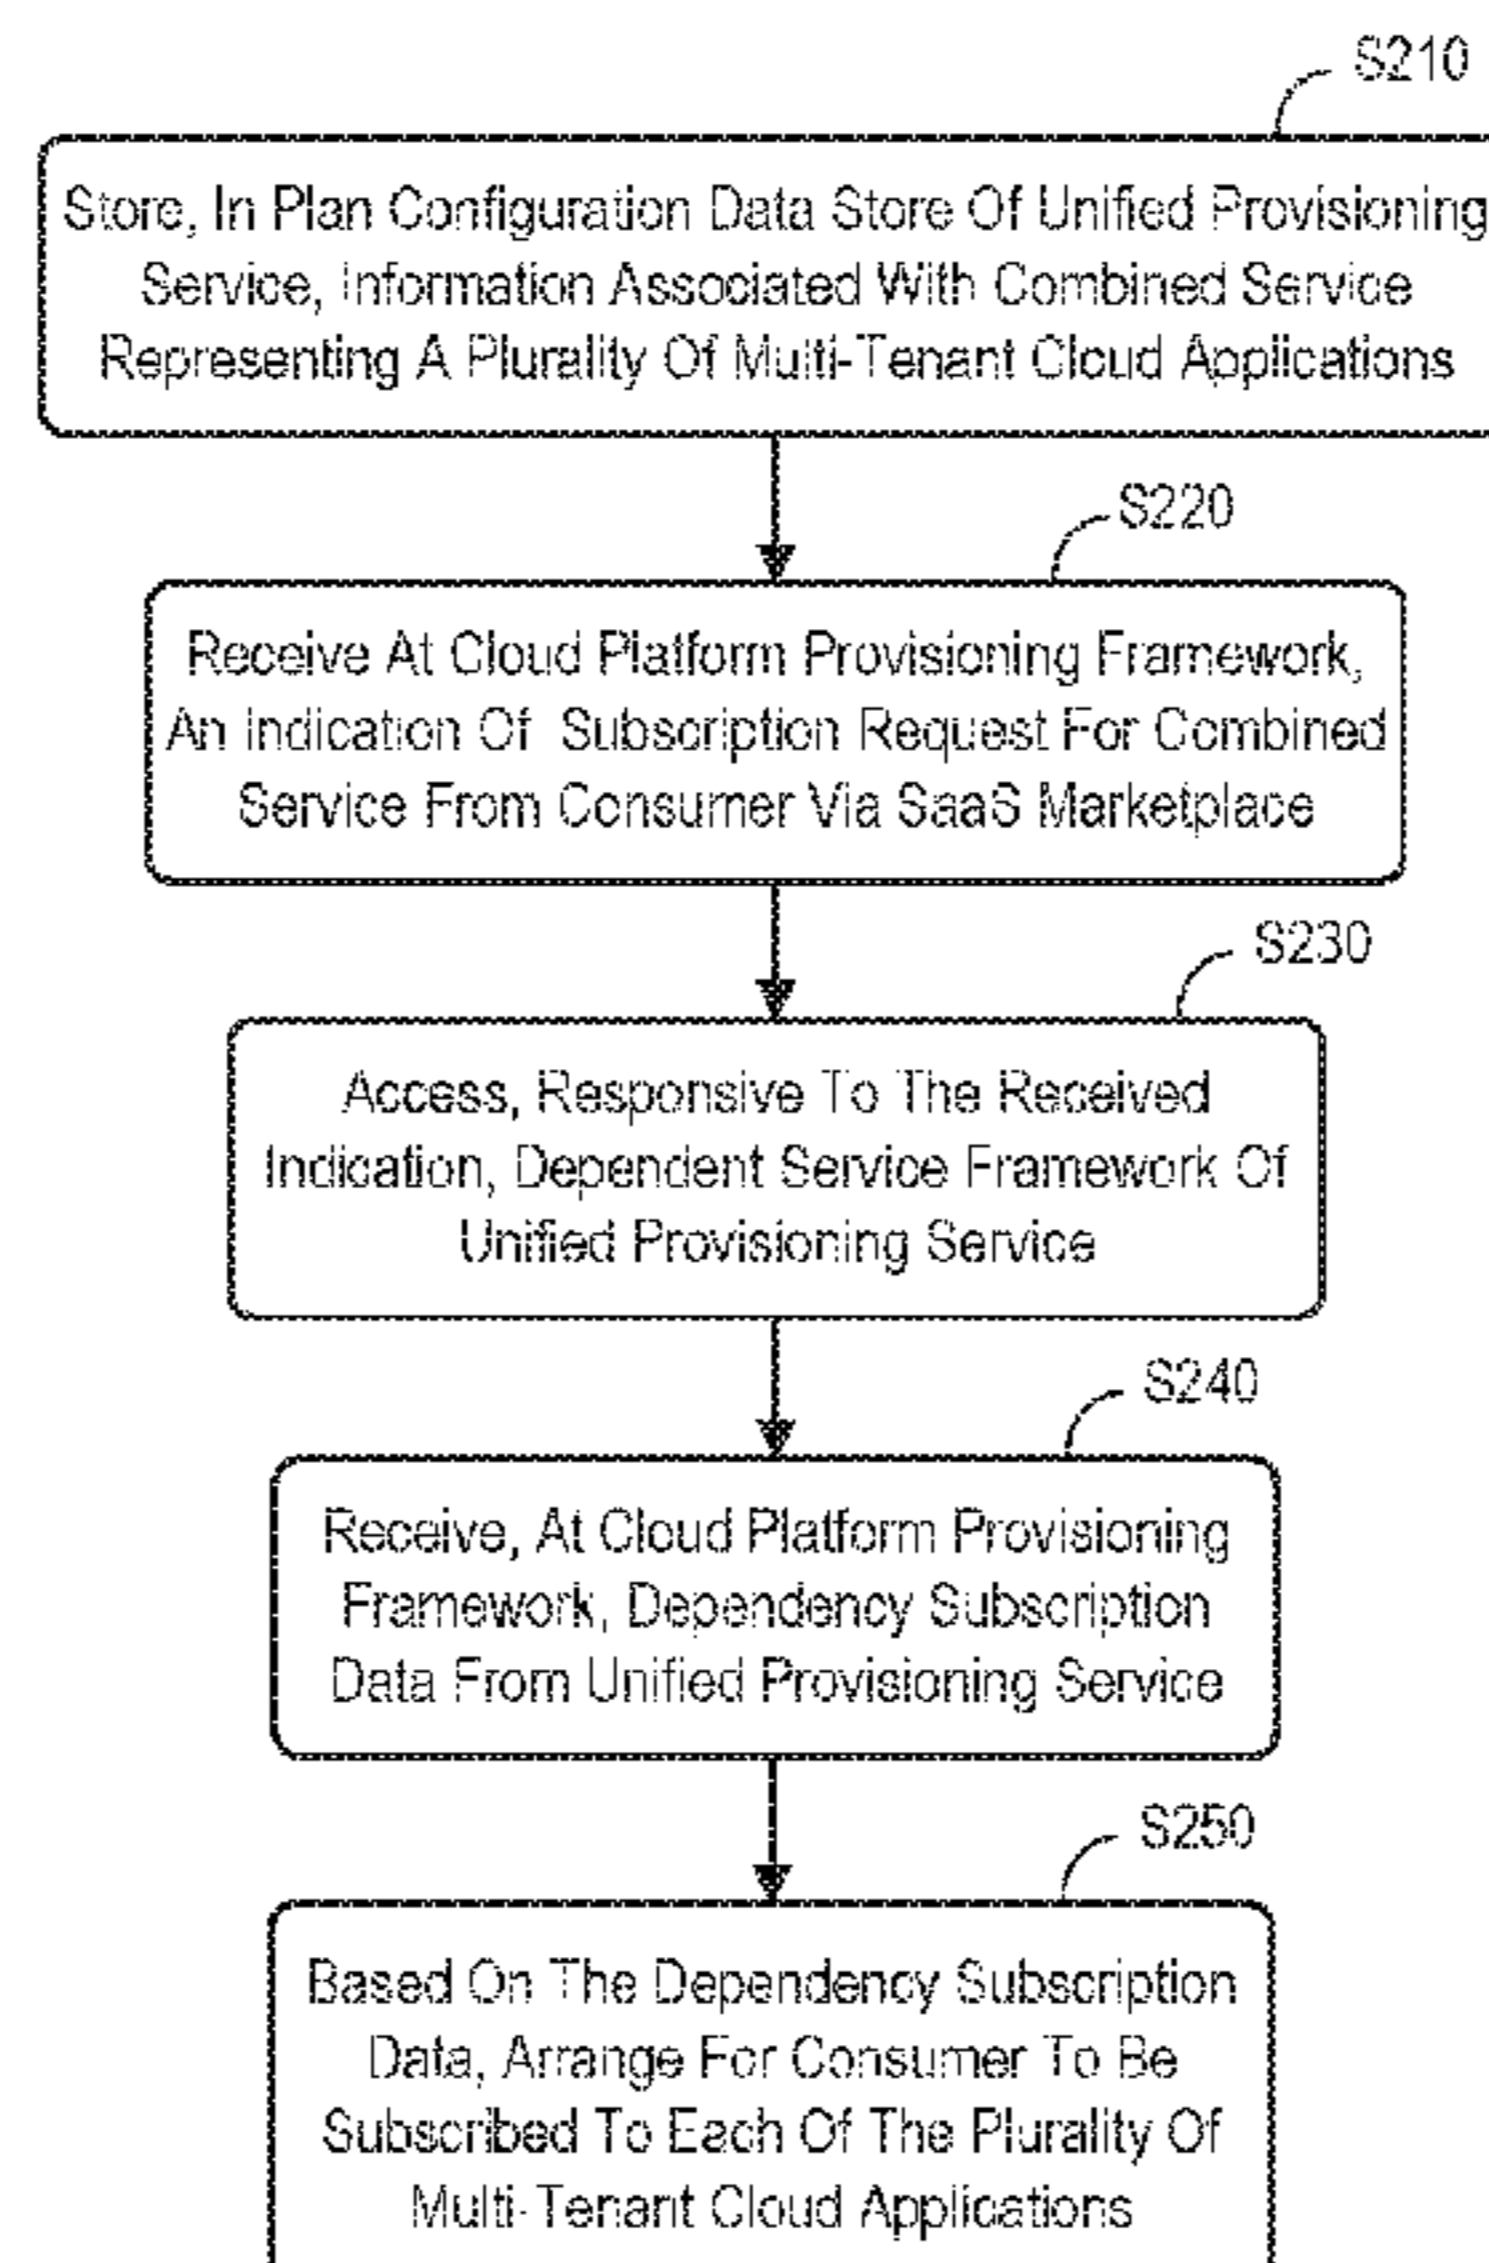 S210
Store, In Plan Configuration Data Store Of Unified Provisioning
Service, Information Associated With Combined Service
Representing A Plurality Of Multi-Tenant Cloud Applications
S220
Receive At Cloud Platform Provisioning Framework,
An Indication Of Subscription Request For Combined
Service From Consumer Via SaaS Marketplace
S230
Access, Responsive To The Received
Indication, Dependent Service Framework Of
Unified Provisioning Service
S240
Receive, At Cloud Platform Provisioning
Framework, Dependency Subscription
Data From Unified Provisioning Service
S250
Based On The Dependency Subscription
Data, Arrange For Consumer To Be
Subscribed To Each Of The Plurality Of
Multi-Tenant Cloud Applications